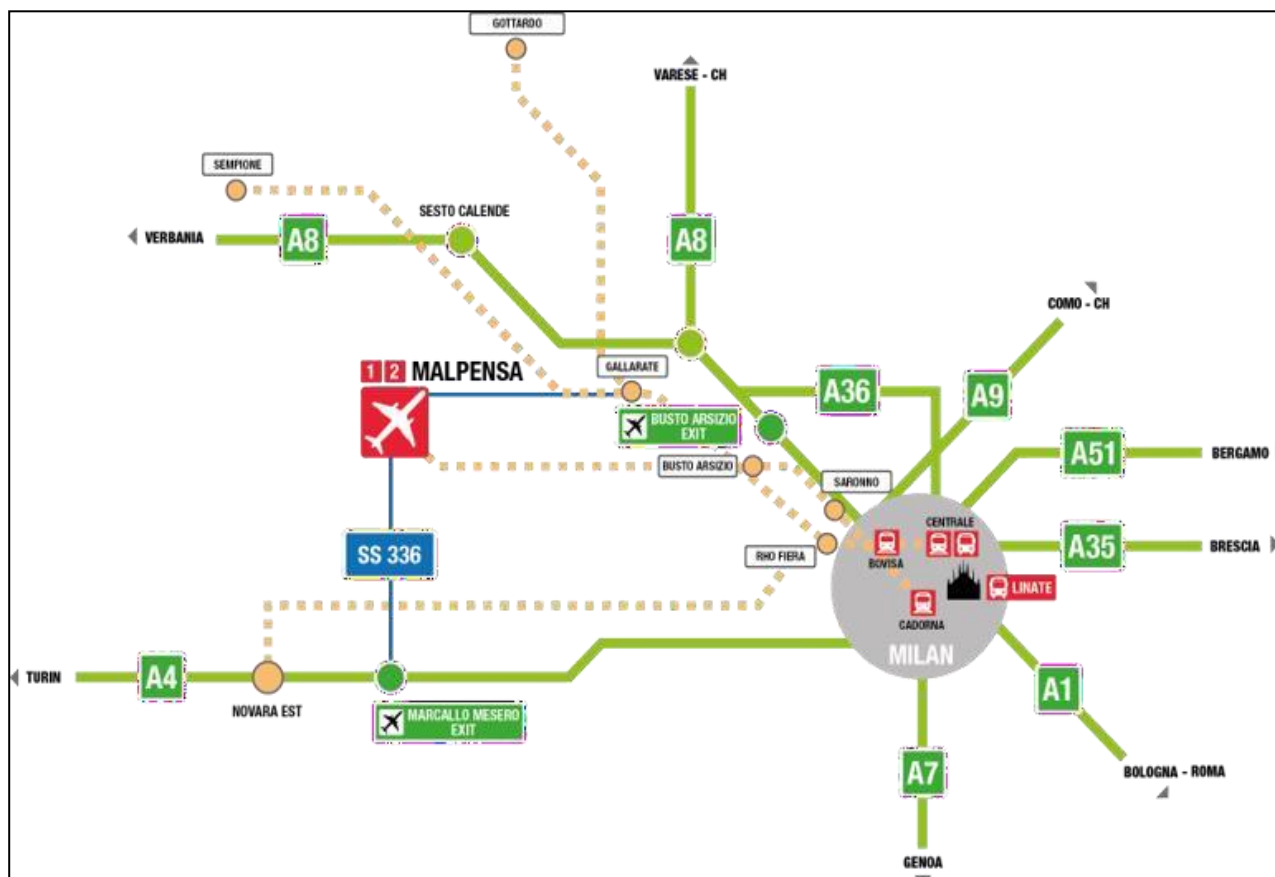 GOTTARDO
VARESE - CH
SEMPIONE
SESTO CALENDE
VERBANIA
A8
A8
COMO - CH
1 2 MALPENSA
GALLARATE
A36
A9
BUSTO ARSIZIO
EXIT
A51
BERGAMO
BUSTO ARSIZIO
SARONNO
CENTRALE
SS 336
RHO FIERA
BOVISA
A35
BRESCIA
LINATE
CADORNA
MILAN
TURIN
A4
NOVARA EST
MARCALLO MESERO
EXIT
A1
A7
BOLOGNA - ROMA
GENOA